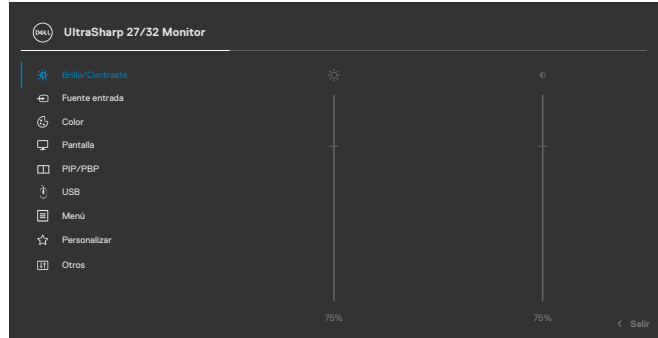 DELL UltraSharp 27/32 Monitor
Brillo/Contraste
Fuente entrada
Color
Pantalla
PIP/PBP
USB
Menú
Personalizar
Otros
75% 75%
Salir